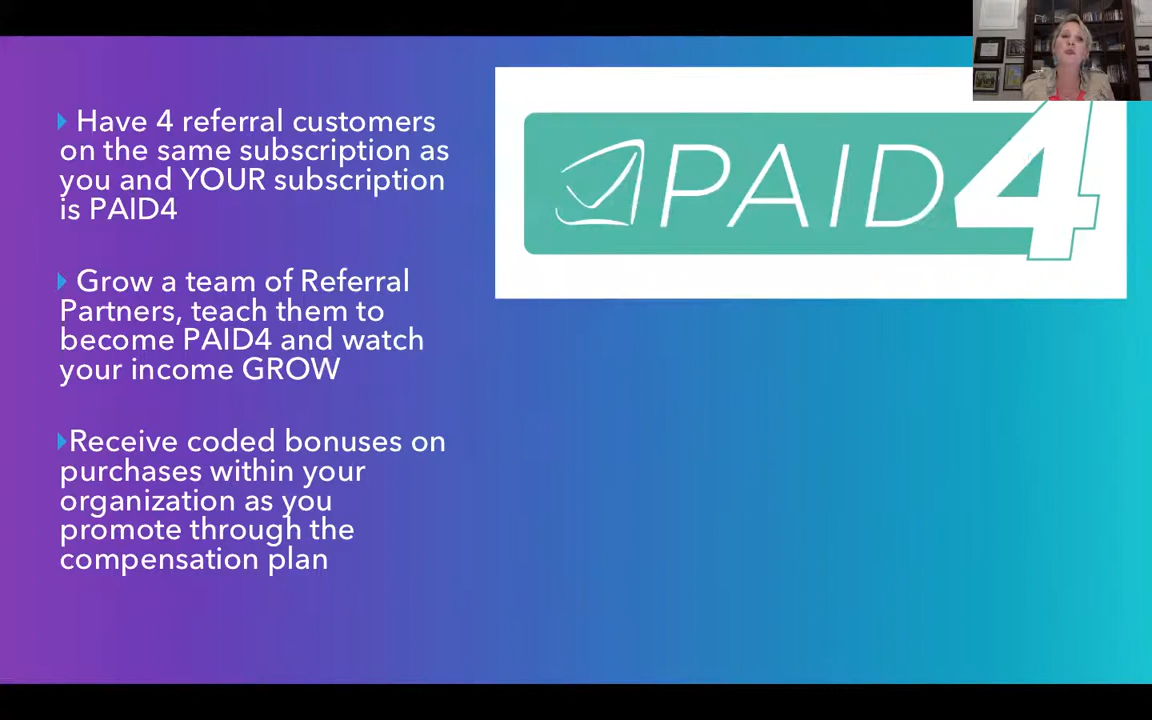 Have 4 referral customers
on the same subscription as
you and YOUR subscription
is PAID4
Grow a team of Referral
Partners, teach them to
become PAID4 and watch
your income GROW
Receive coded bonuses on
purchases within your
organization as you
promote through the
compensation plan
PAID4